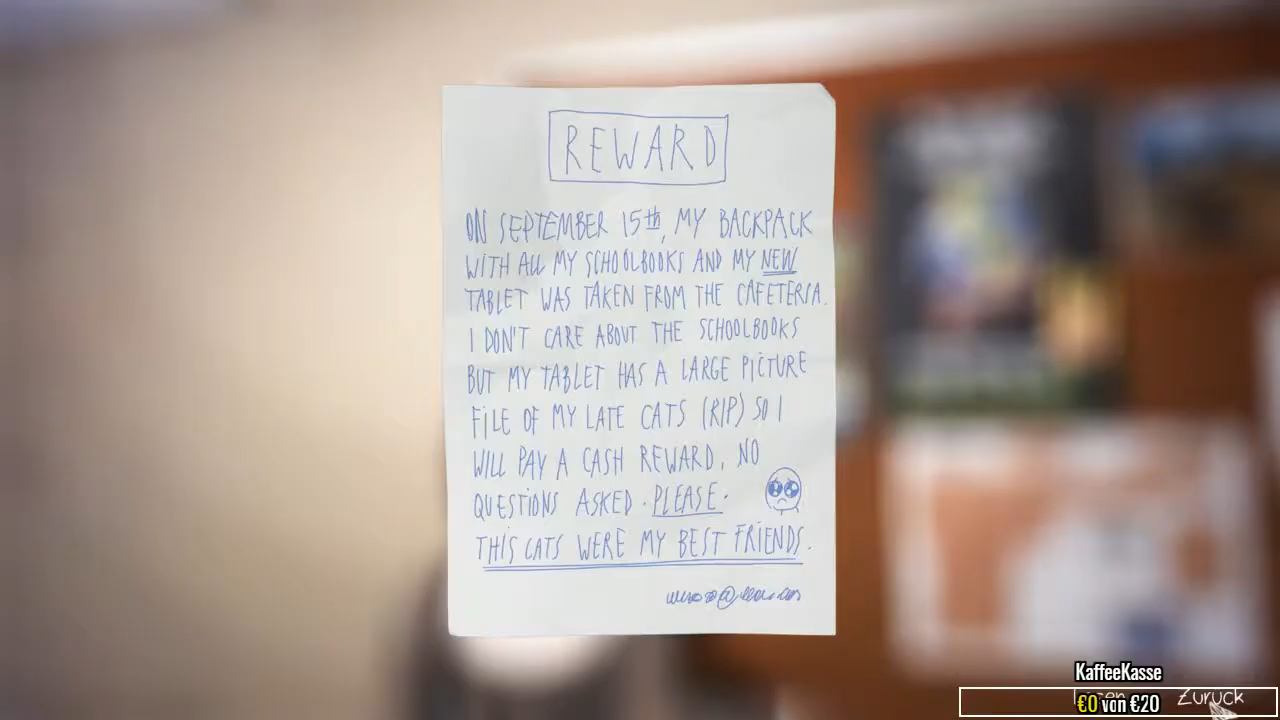 REWARD
ON SEPTEMBER 15th, MY BACKPACK
WITH ALL MY SCHOOLBOOKS AND MY NEW
TABLET WAS TAKEN FROM THE CAFETERIA.
I DON'T CARE ABOUT THE SCHOOLBOOKS
BUT MY TABLET HAS A LARGE PICTURE
FILE OF MY LATE CATS (RIP) SO I
WILL PAY A CASH REWARD, NO
QUESTIONS ASKED. PLEASE.
THIS CATS WERE MY BEST FRIENDS.
KaffeeKasse
€0 von €20
Zurück